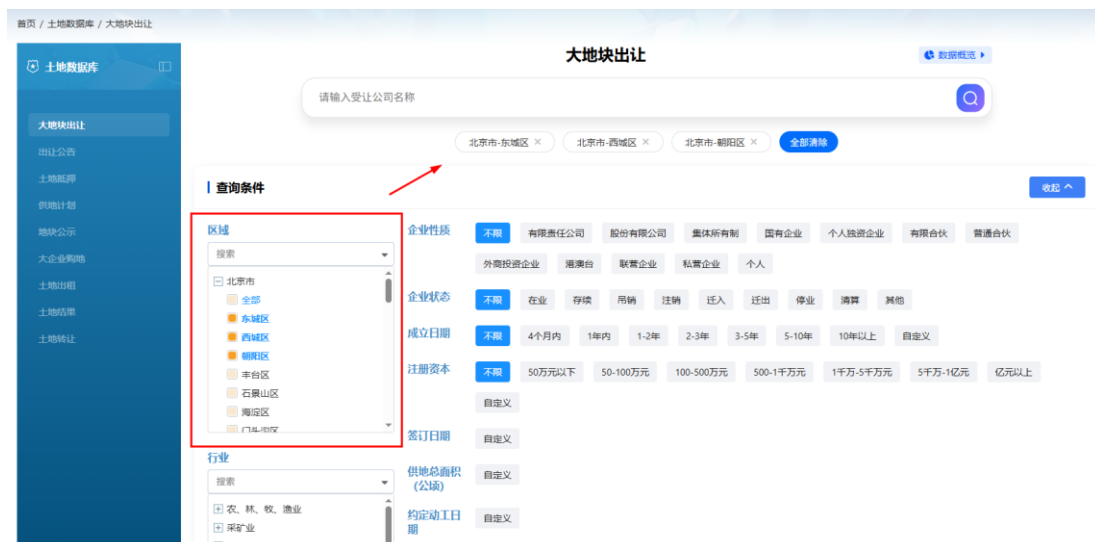 首页 / 土地数据库 / 大地块出让
土地数据库
大地块出让
出让公告
土地抵押
供地计划
地块公示
大企业购地
土地出租
土地结果
土地转让
大地块出让
数据概览
请输入受让公司名称
北京市-东城区 × 北京市-西城区 × 北京市-朝阳区 × 全部清除
查询条件
收起
区域
搜索
北京市
全部
东城区
西城区
朝阳区
丰台区
石景山区
海淀区
门头沟区
行业
搜索
农、林、牧、渔业
采矿业
企业性质 不限 有限责任公司 股份有限公司 集体所有制 国有企业 个人独资企业 有限合伙 普通合伙
外商投资企业 港澳台 联营企业 私营企业 个人
企业状态 不限 在业 存续 吊销 注销 迁入 迁出 停业 清算 其他
成立日期 不限 4个月内 1年内 1-2年 2-3年 3-5年 5-10年 10年以上 自定义
注册资本 不限 50万元以下 50-100万元 100-500万元 500-1千万元 1千万-5千万元 5千万-1亿元 亿元以上
自定义
签订日期 自定义
供地总面积
（公顷） 自定义
约定动工日
期 自定义